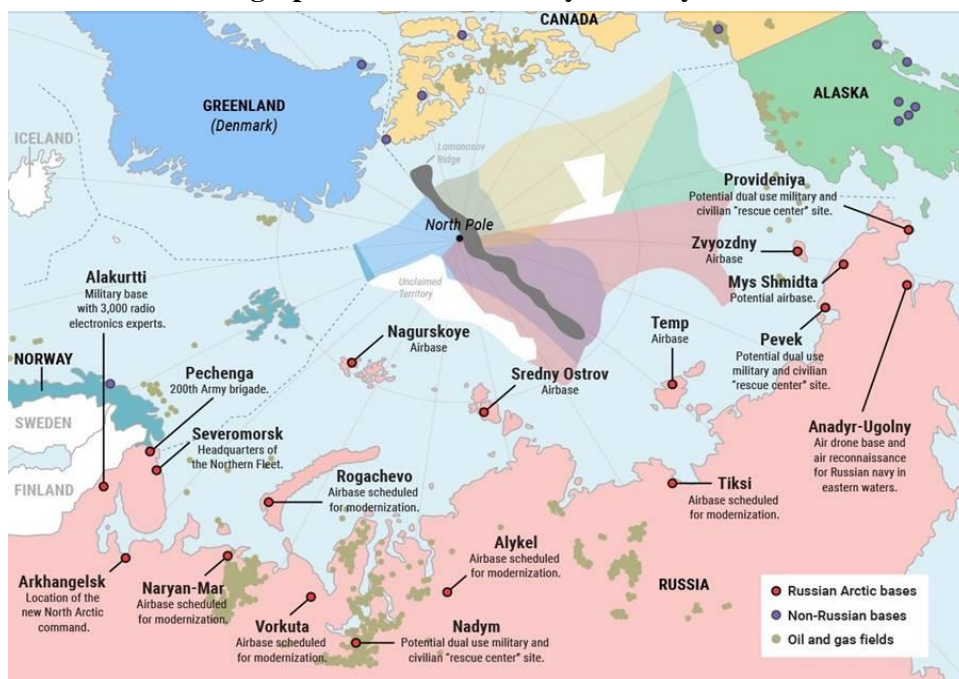 CANADA
GREENLAND
(Denmark)
ALASKA
ICELAND
Lomonosov
Ridge
North Pole
Provideniya
Potential dual use military and
civilian “rescue center” site.
Zvyozdny
Airbase
Alakurtti
Military base
with 3,000 radio
electronics experts.
Unclaimed
Territory
Mys Shmidta
Potential airbase.
Nagurskoye
Airbase
Temp
Airbase
Pevek
Potential dual use
military and civilian
“rescue center” site.
NORWAY
Pechenga
200th Army brigade.
Sredny Ostrov
Airbase
SWEDEN
Severomorsk
Headquarters of
the Northern Fleet.
Anadyr-Ugolny
Air drone base and
air reconnaissance
for Russian navy in
eastern waters.
FINLAND
Rogachevo
Airbase scheduled
for modernization.
Tiksi
Airbase scheduled
for modernization.
Alykel
Airbase scheduled
for modernization.
Arkhangelsk
Location of the
new North Arctic
command.
Naryan-Mar
Airbase scheduled
for modernization.
RUSSIA
Vorkuta
Airbase scheduled
for modernization.
Nadym
Potential dual use military and
civilian “rescue center” site.
Russian Arctic bases
Non-Russian bases
Oil and gas fields